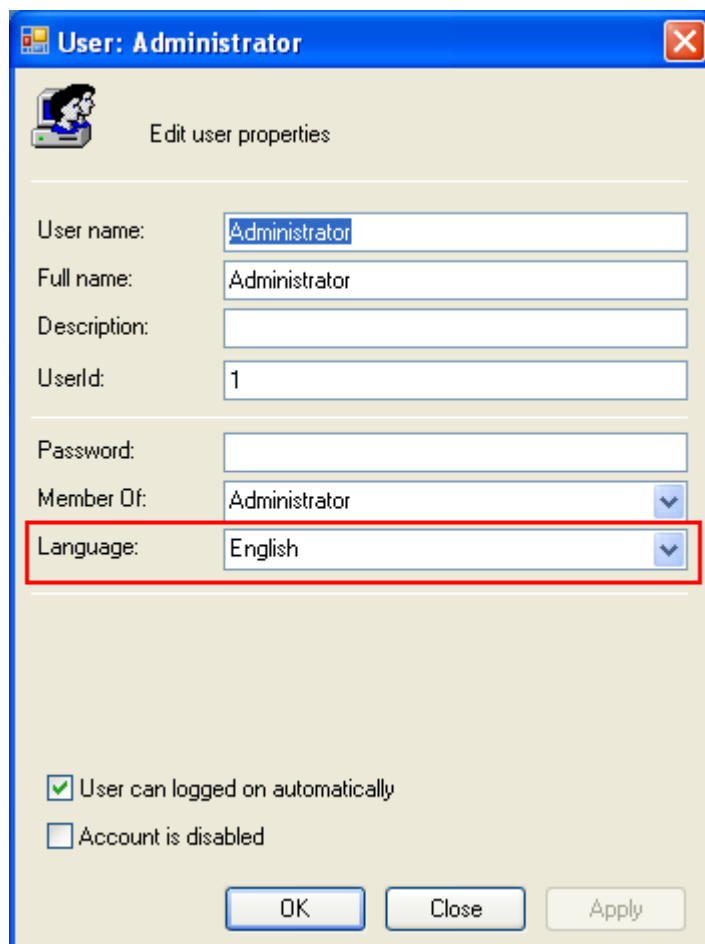 User: Administrator
Edit user properties
User name: Administrator
Full name: Administrator
Description:
UserId: 1
Password:
Member Of: Administrator
Language: English
User can logged on automatically
Account is disabled
OK Close Apply